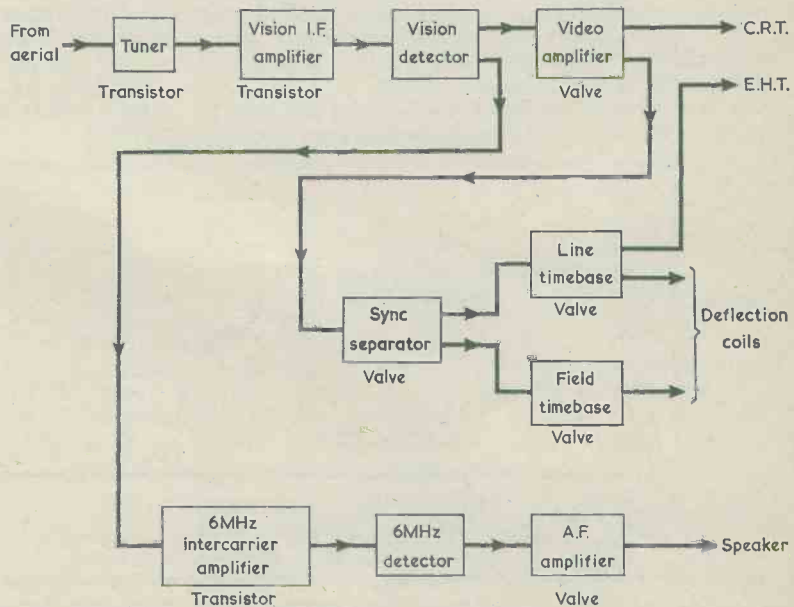 From
aerial
Tuner
Transistor
Vision I.F.
amplifier
Transistor
Vision
detector
Video
amplifier
Valve
C.R.T.
E.H.T.
Line
timebase
Valve
Sync
separator
Valve
Deflection
coils
Field
timebase
Valve
6MHz
intercarrier
amplifier
Transistor
6MHz
detector
A.F.
amplifier
Valve
Speaker